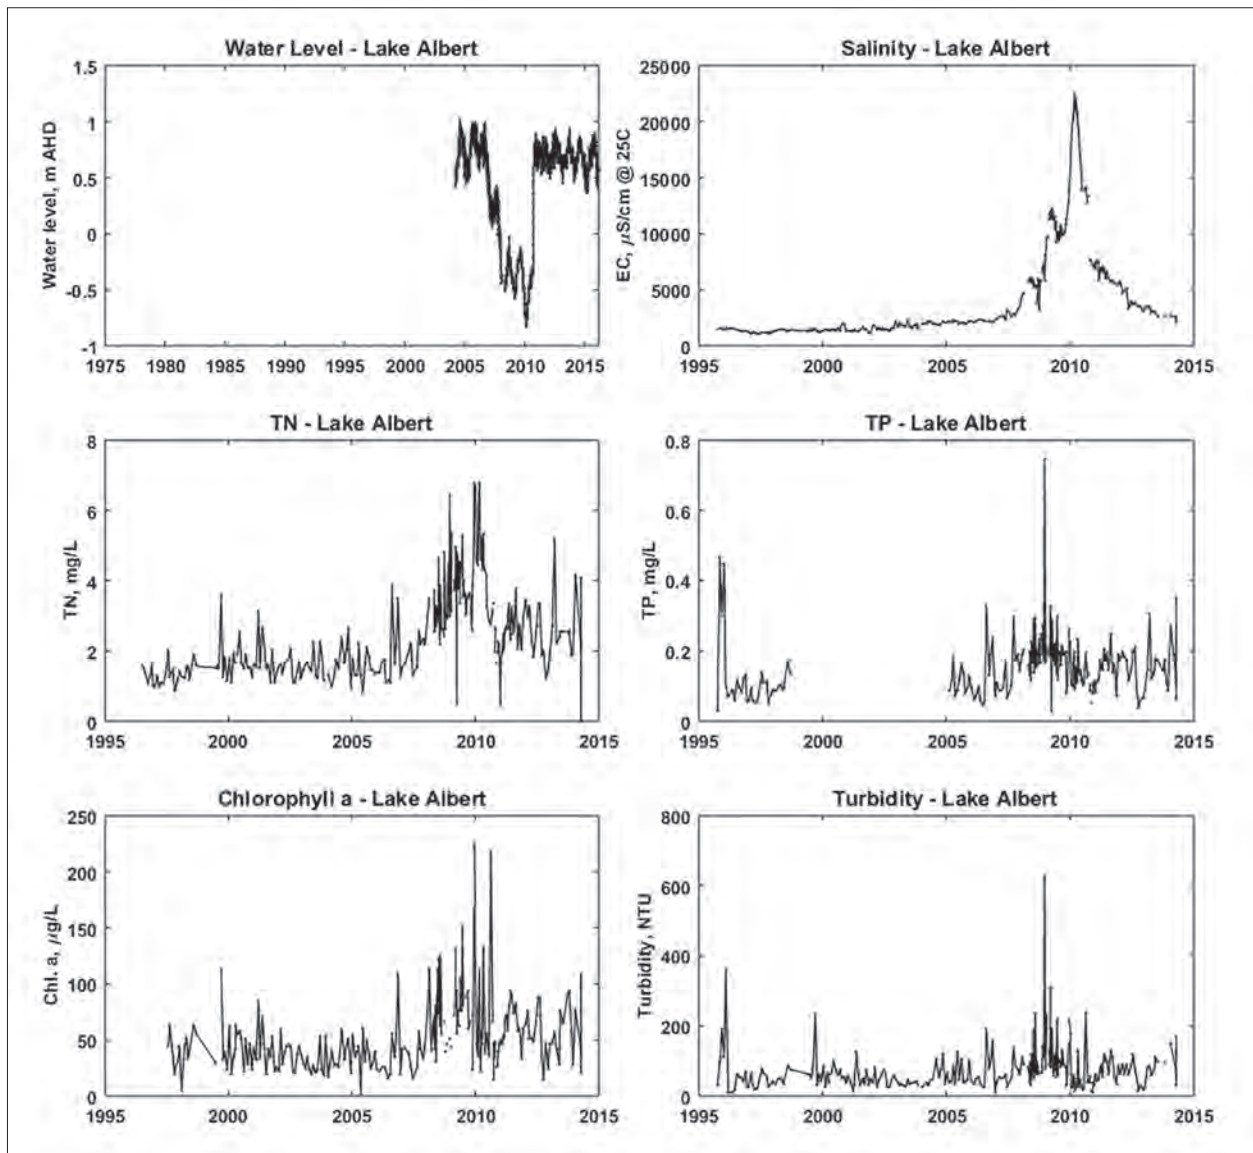 Water Level - Lake Albert
Water level, m AHD
1.5
1
0.5
0
-0.5
-1
1975 1980 1985 1990 1995 2000 2005 2010 2015
Salinity - Lake Albert
EC, μS/cm @ 25C
25000
20000
15000
10000
5000
0
1995 2000 2005 2010 2015
TN - Lake Albert
TN, mg/L
8
6
4
2
0
1995 2000 2005 2010 2015
TP - Lake Albert
TP, mg/L
0.8
0.6
0.4
0.2
0
1995 2000 2005 2010 2015
Chlorophyll a - Lake Albert
Chl. a, μg/L
250
200
150
100
50
0
1995 2000 2005 2010 2015
Turbidity - Lake Albert
Turbidity, NTU
800
600
400
200
0
1995 2000 2005 2010 2015